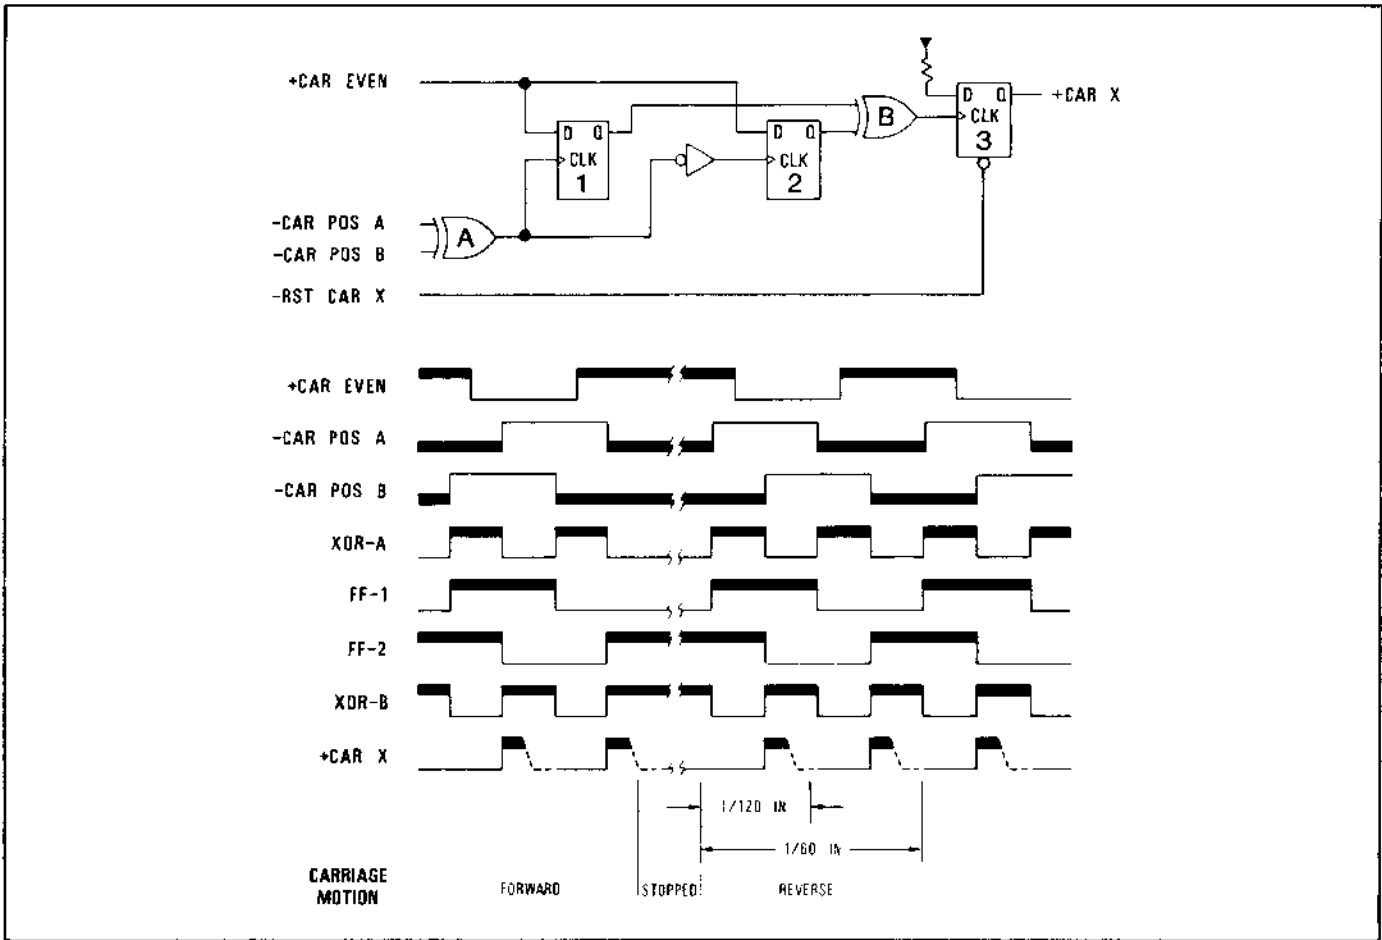 +CAR EVEN
D Q
CLK
1
D Q
CLK
2
B
D Q
CLK
3
+CAR X
-CAR POS A
-CAR POS B
A
-RST CAR X
+CAR EVEN
-CAR POS A
-CAR POS B
XOR-A
FF-1
FF-2
XOR-B
+CAR X
1/120 IN
1/60 IN
CARRIAGE
MOTION
FORWARD
STOPPED
REVERSE